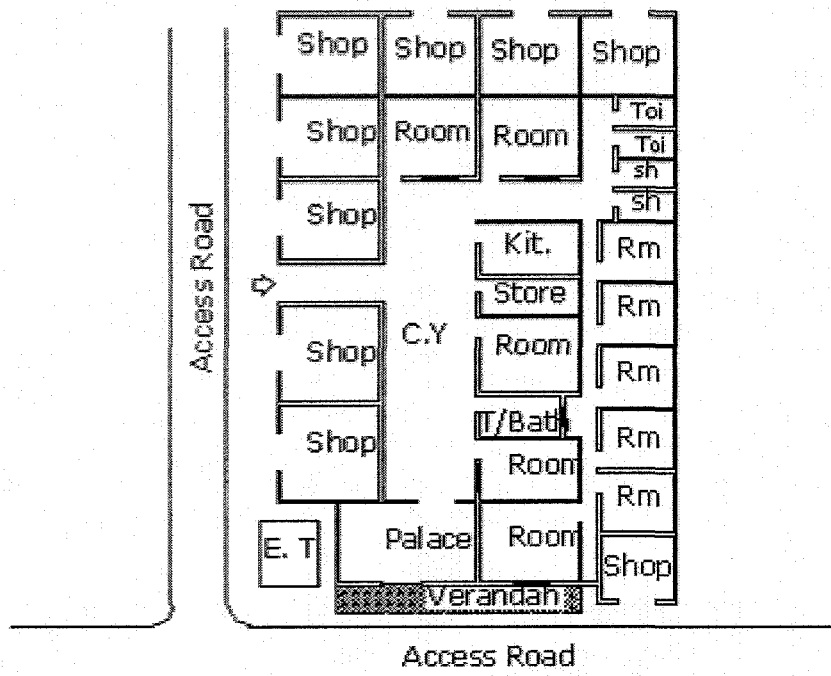 Shop Shop Shop Shop
Toi
Shop Room Room
Toi
sh
Shop
sh
Kit. Rm
Store
Rm
C.Y
Shop Room
Rm
T/Bath
Shop Rm
Room
Rm
E. T Palace Room
Shop
Verandah
Access Road
Access Road